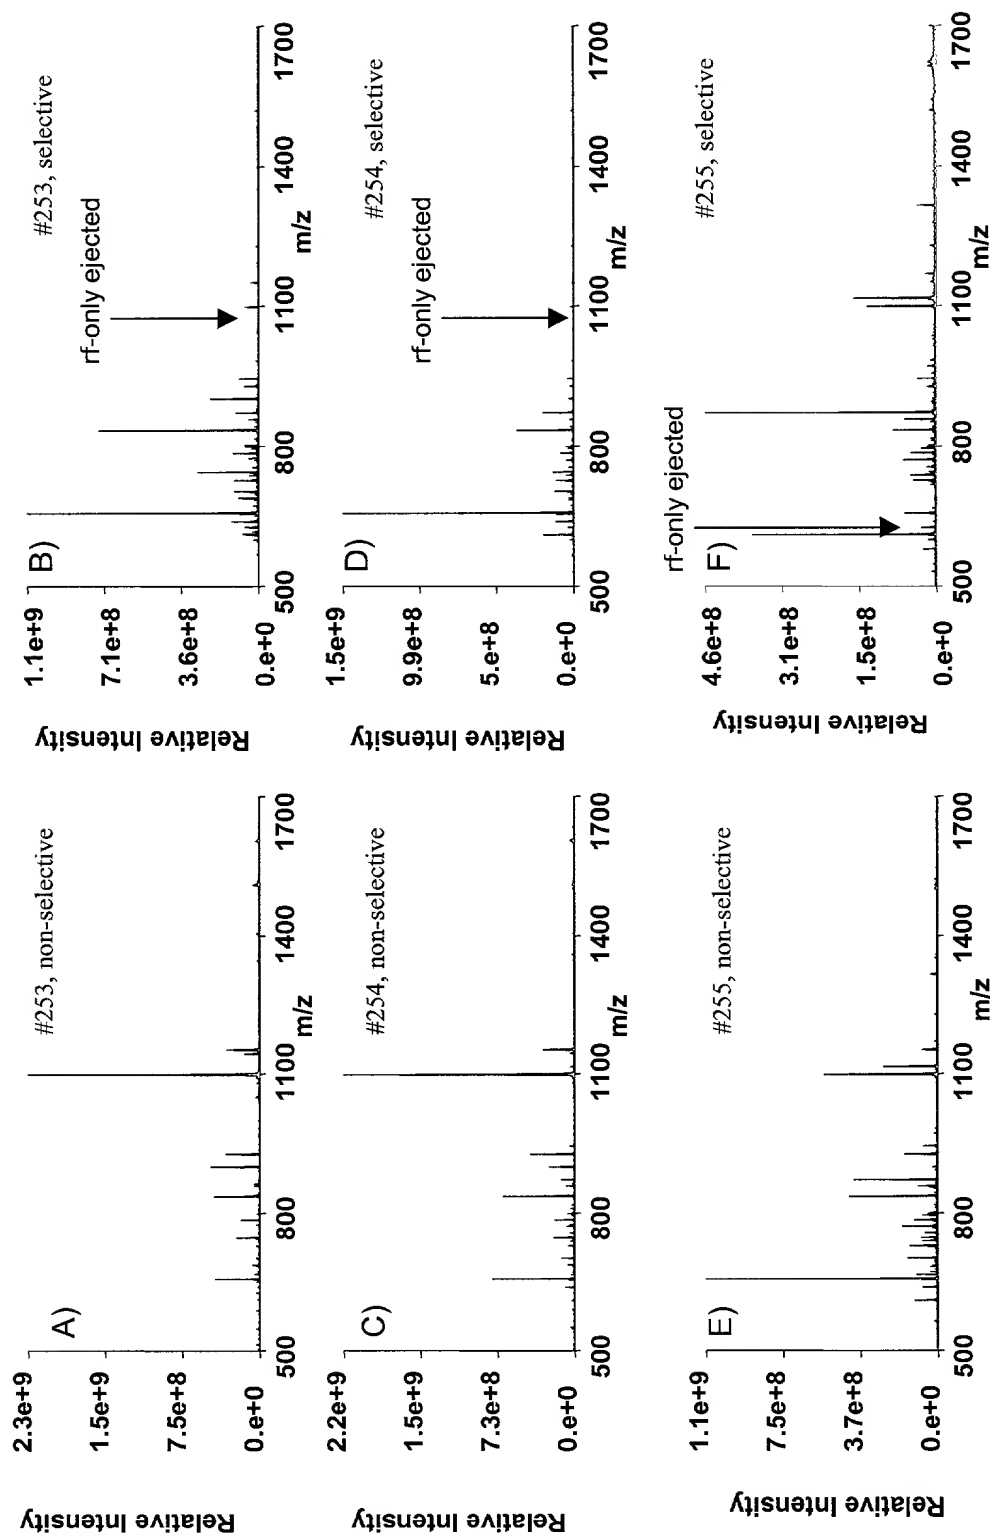 A)
#253, non-selective
Relative Intensity
2.3e+9
1.5e+9
7.5e+8
0.e+0
500
800
1100
1400
1700
m/z
B)
#253, selective
rf-only ejected
Relative Intensity
1.1e+9
7.1e+8
3.6e+8
0.e+0
500
800
1100
1400
1700
m/z
C)
#254, non-selective
Relative Intensity
2.2e+9
1.5e+9
7.3e+8
0.e+0
500
800
1100
1400
1700
m/z
D)
#254, selective
rf-only ejected
Relative Intensity
1.5e+9
9.9e+8
5.e+8
0.e+0
500
800
1100
1400
1700
m/z
E)
#255, non-selective
Relative Intensity
1.1e+9
7.5e+8
3.7e+8
0.e+0
500
800
1100
1400
1700
m/z
F)
#255, selective
rf-only ejected
Relative Intensity
4.6e+8
3.1e+8
1.5e+8
0.e+0
500
800
1100
1400
1700
m/z